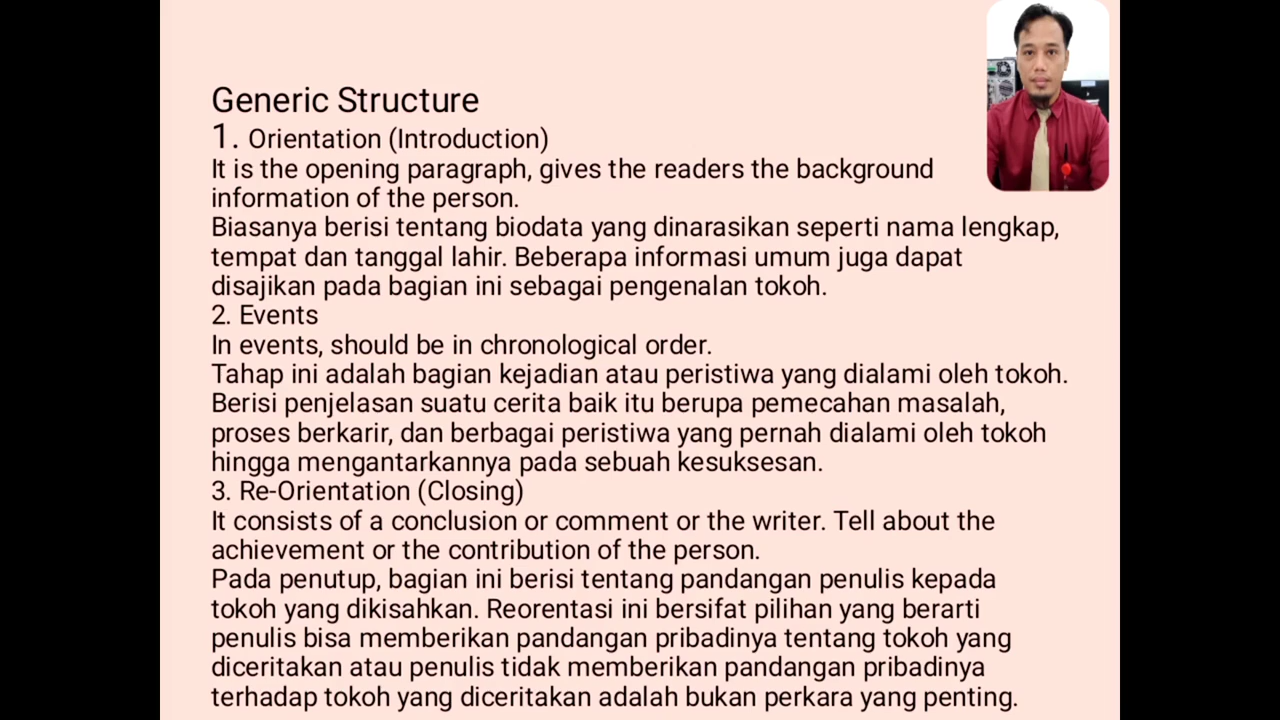 Generic Structure
1. Orientation (Introduction)
It is the opening paragraph, gives the readers the background
information of the person.
Biasanya berisi tentang biodata yang dinarasikan seperti nama lengkap,
tempat dan tanggal lahir. Beberapa informasi umum juga dapat
disajikan pada bagian ini sebagai pengenalan tokoh.
2. Events
In events, should be in chronological order.
Tahap ini adalah bagian kejadian atau peristiwa yang dialami oleh tokoh.
Berisi penjelasan suatu cerita baik itu berupa pemecahan masalah,
proses berkarir, dan berbagai peristiwa yang pernah dialami oleh tokoh
hingga mengantarkannya pada sebuah kesuksesan.
3. Re-Orientation (Closing)
It consists of a conclusion or comment or the writer. Tell about the
achievement or the contribution of the person.
Pada penutup, bagian ini berisi tentang pandangan penulis kepada
tokoh yang dikisahkan. Reorentasi ini bersifat pilihan yang berarti
penulis bisa memberikan pandangan pribadinya tentang tokoh yang
diceritakan atau penulis tidak memberikan pandangan pribadinya
terhadap tokoh yang diceritakan adalah bukan perkara yang penting.